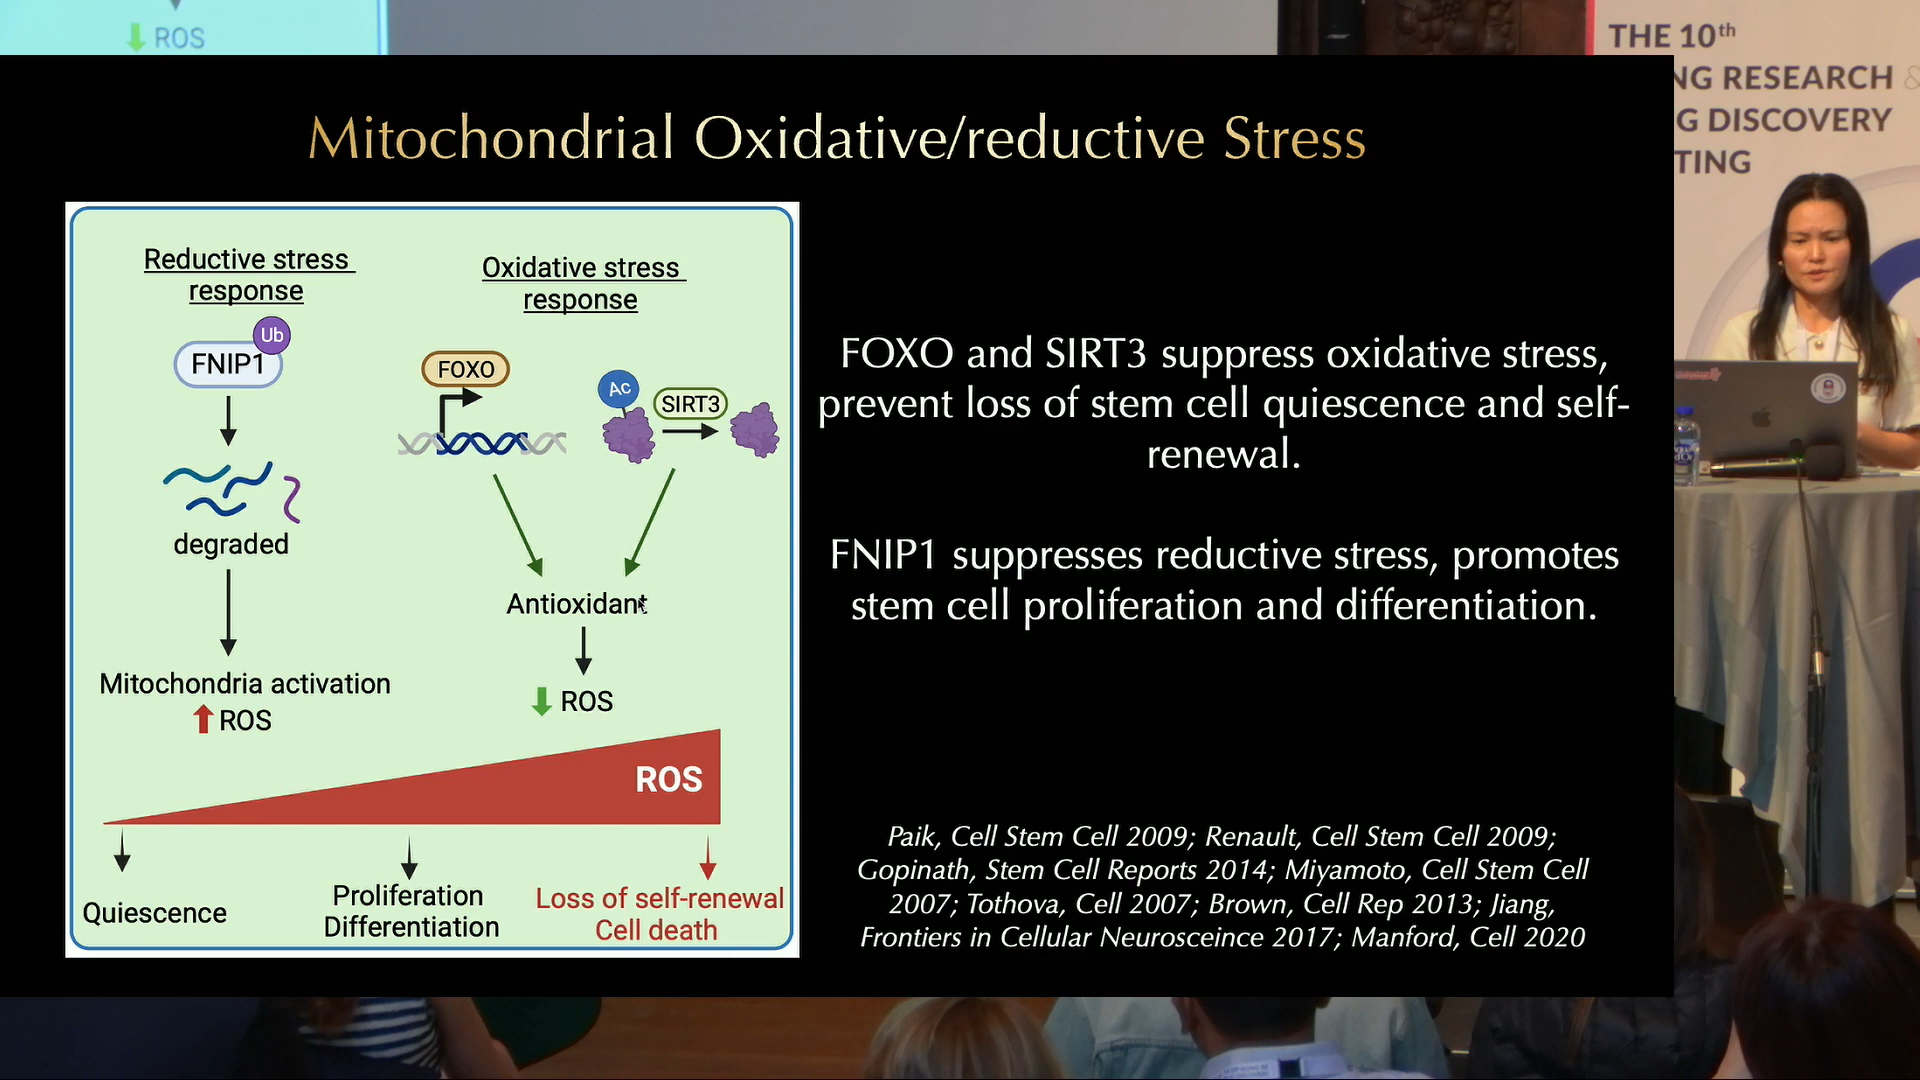 ROS
THE 10th
NG RESEARCH &
G DISCOVERY
TING
Mitochondrial Oxidative/reductive Stress
Reductive stress
response
Ub
FNIP1
degraded
Mitochondria activation
ROS
Oxidative stress
response
FOXO
Ac
SIRT3
Antioxidant
ROS
ROS
Quiescence
Proliferation
Differentiation
Loss of self-renewal
Cell death
FOXO and SIRT3 suppress oxidative stress,
prevent loss of stem cell quiescence and self-
renewal.
FNIP1 suppresses reductive stress, promotes
stem cell proliferation and differentiation.
Paik, Cell Stem Cell 2009; Renault, Cell Stem Cell 2009;
Gopinath, Stem Cell Reports 2014; Miyamoto, Cell Stem Cell
2007; Tothova, Cell 2007; Brown, Cell Rep 2013; Jiang,
Frontiers in Cellular Neurosceince 2017; Manford, Cell 2020